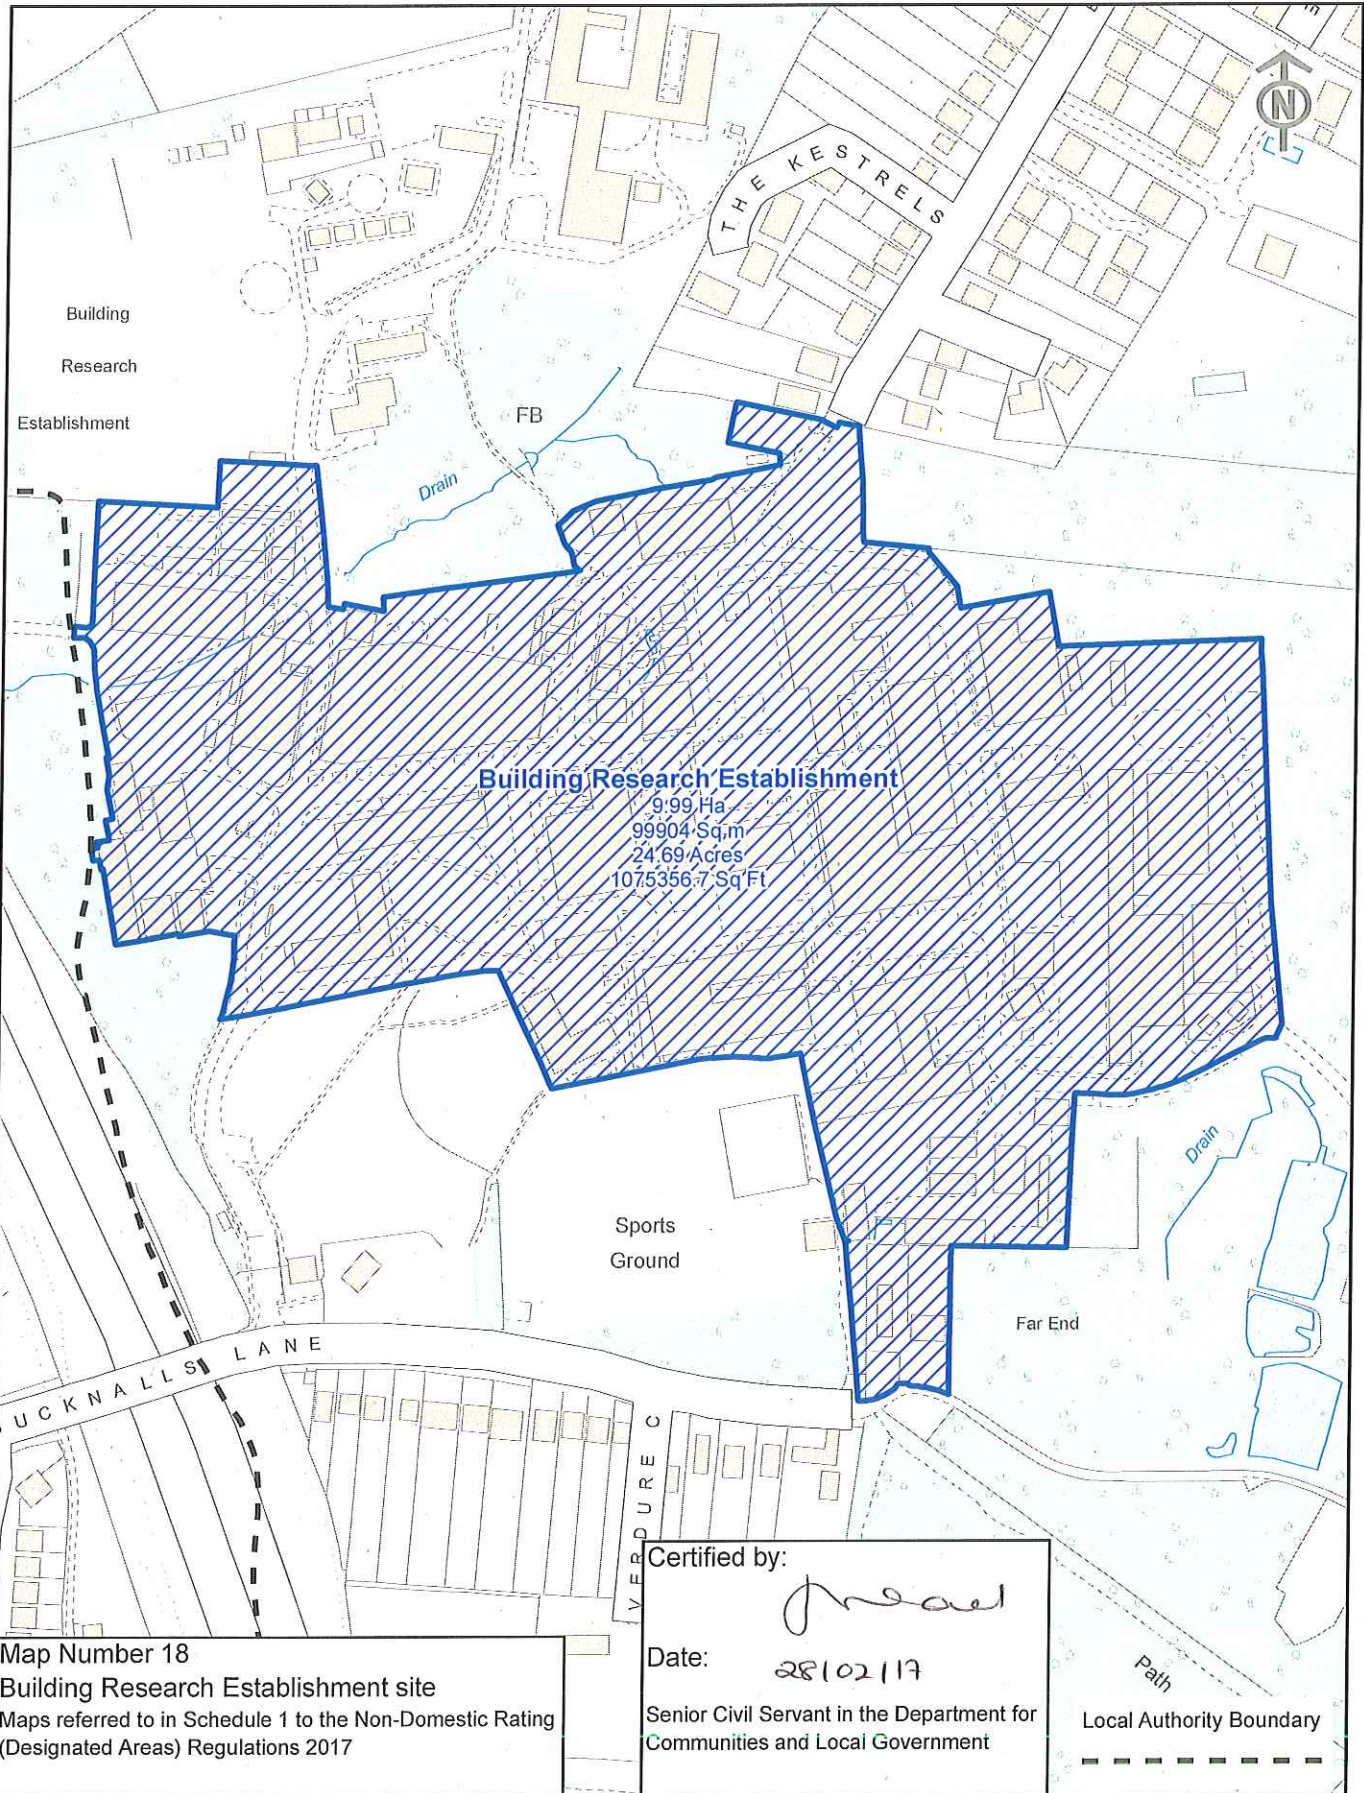 N
THE KESTRELS
Building
Research
Establishment
FB
Drain
Building Research Establishment
9.99 Ha
99904 Sq,m
24.69 Acres
1075356.7 Sq Ft
Drain
Sports
Ground
Far End
UCKNALLS LANE
VERDURE C
Path
Map Number 18
Building Research Establishment site
Maps referred to in Schedule 1 to the Non-Domestic Rating
(Designated Areas) Regulations 2017
Certified by:
Date: 28/02/17
Senior Civil Servant in the Department for
Communities and Local Government
Local Authority Boundary